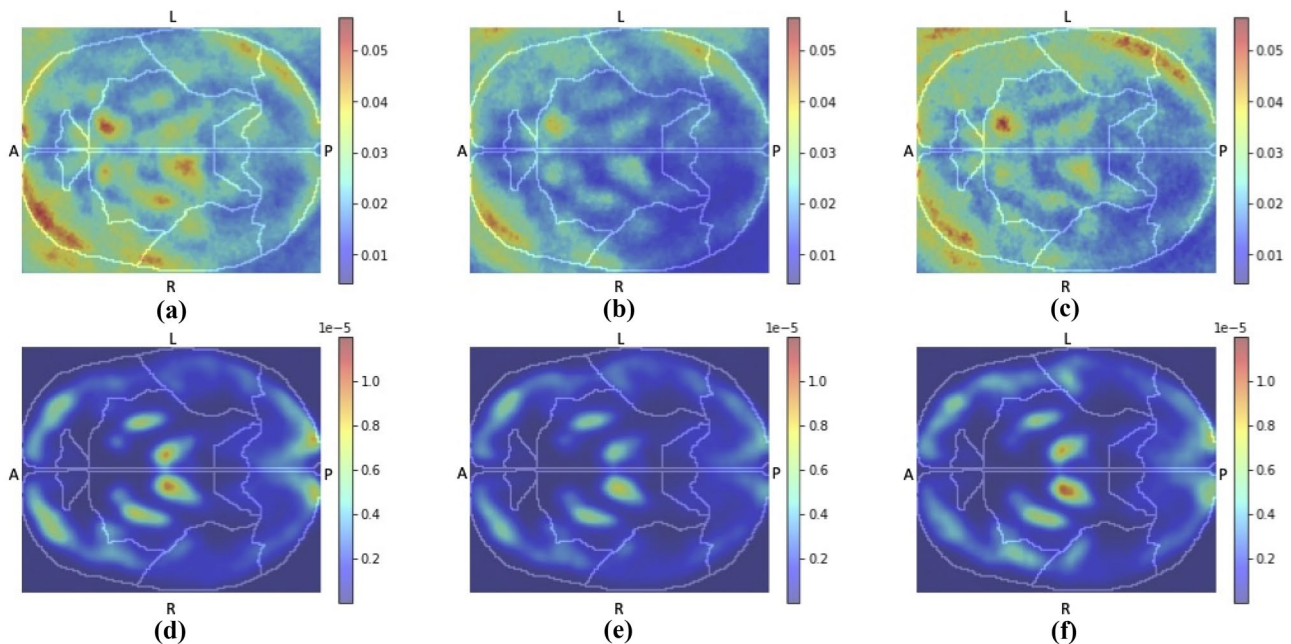 L L L
A P A P A P
0.05 0.05 0.05
0.04 0.04 0.04
0.03 0.03 0.03
0.02 0.02 0.02
0.01 0.01 0.01
R R R
(a) (b) (c)
1e-5 1e-5 1e-5
L L L
1.0 1.0 1.0
0.8 0.8 0.8
A P A P A P
0.6 0.6 0.6
0.4 0.4 0.4
0.2 0.2 0.2
R R R
(d) (e) (f)